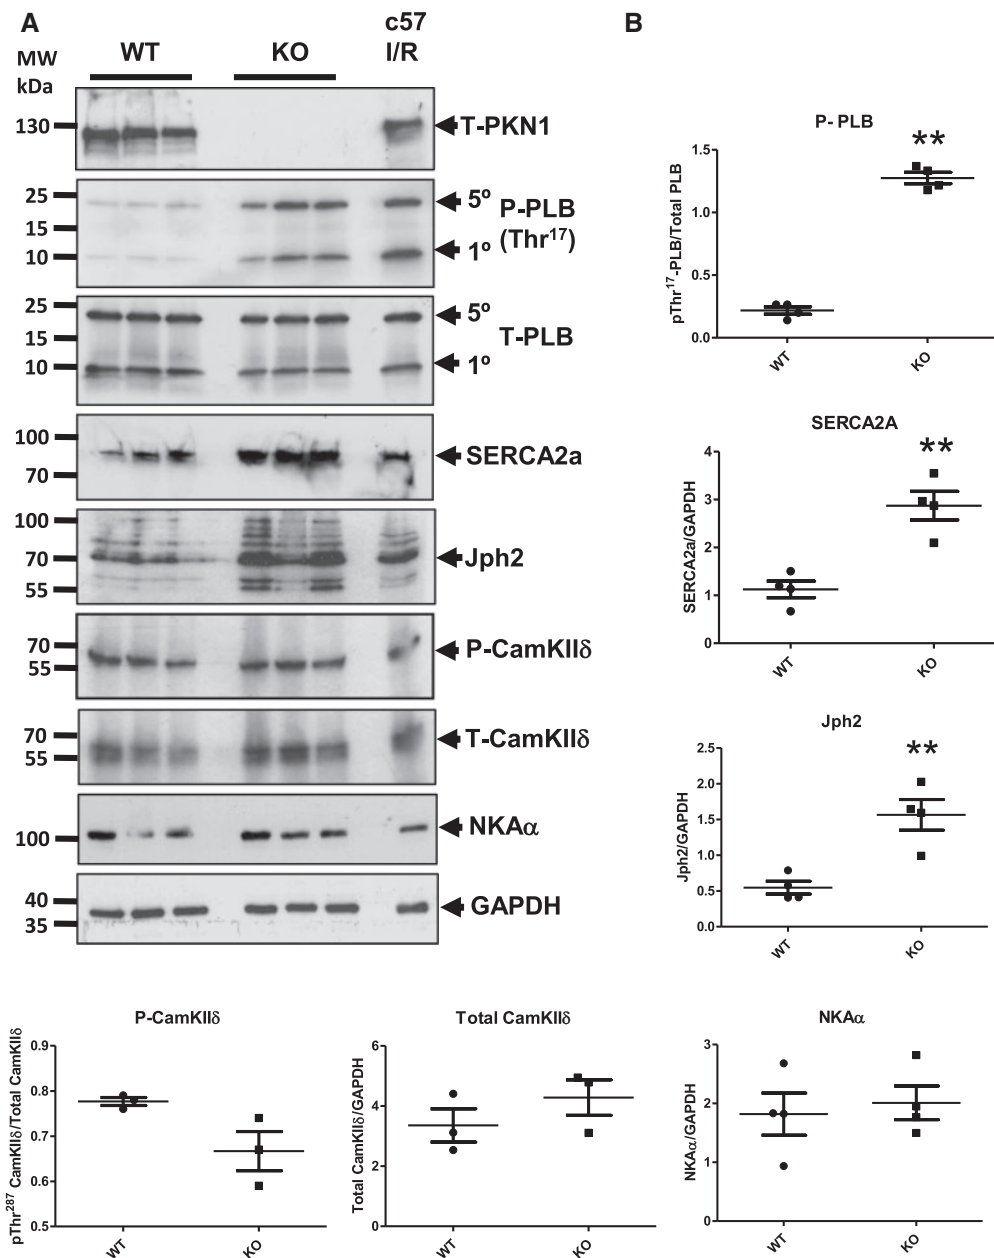 A
B
MW
kDa
WT
KO
c57
I/R
130
T-PKN1
25
15
10
5º
1º
P-PLB
(Thr17)
25
15
10
5º
1º
T-PLB
100
70
SERCA2a
100
70
55
Jph2
70
55
P-CamKIIδ
70
55
T-CamKIIδ
100
NKAα
40
35
GAPDH
P- PLB
pThr17-PLB/Total PLB
1.5
1.0
0.5
0.0
**
WT
KO
SERCA2A
SERCA2a/GAPDH
4
3
2
1
0
**
WT
KO
Jph2
Jph2/GAPDH
2.5
2.0
1.5
1.0
0.5
0.0
**
WT
KO
P-CamKIIδ
pThr287 CamKIIδ/Total CamKIIδ
0.9
0.8
0.7
0.6
0.5
WT
KO
Total CamKIIδ
Total CamKIIδ/GAPDH
6
4
2
0
WT
KO
NKAα
NKAα/GAPDH
3
2
1
0
WT
KO